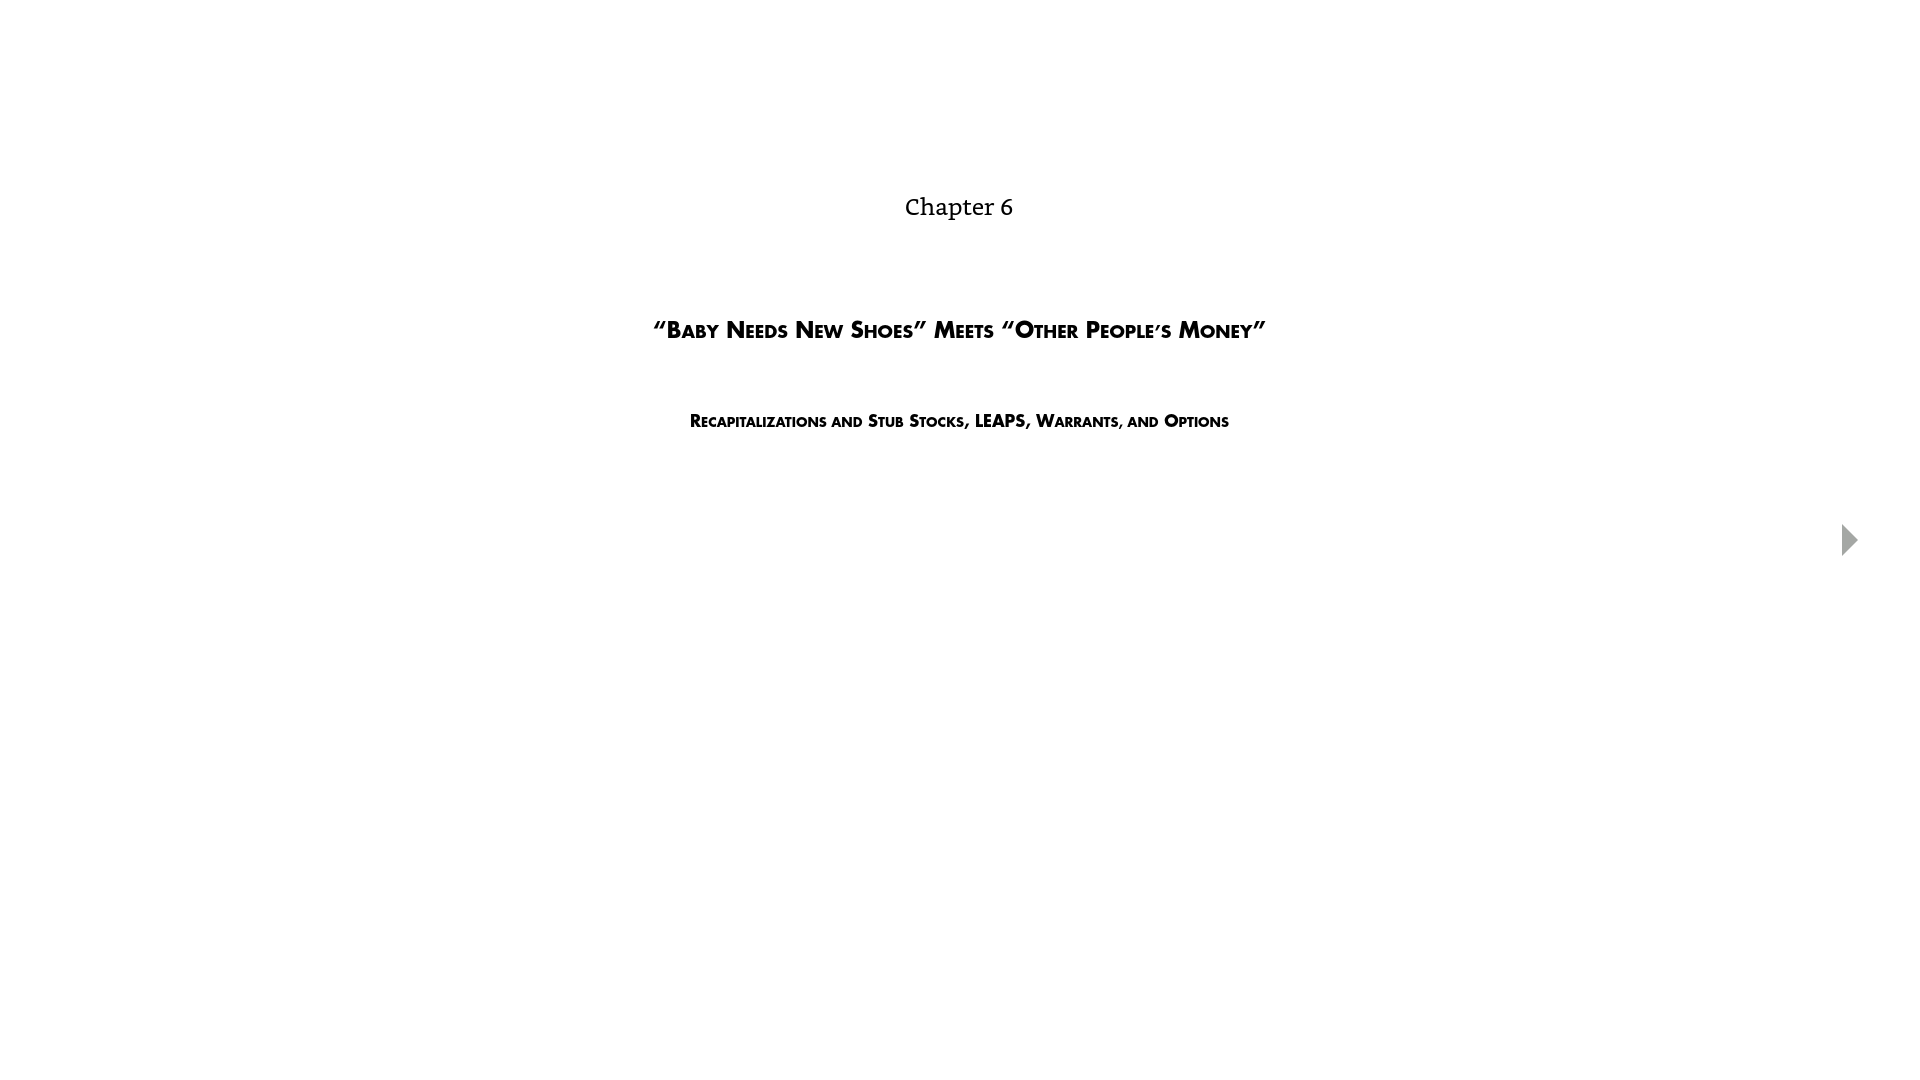 Chapter 6
“Baby Needs New Shoes” Meets “Other People’s Money”
Recapitalizations and Stub Stocks, LEAPS, Warrants, and Options